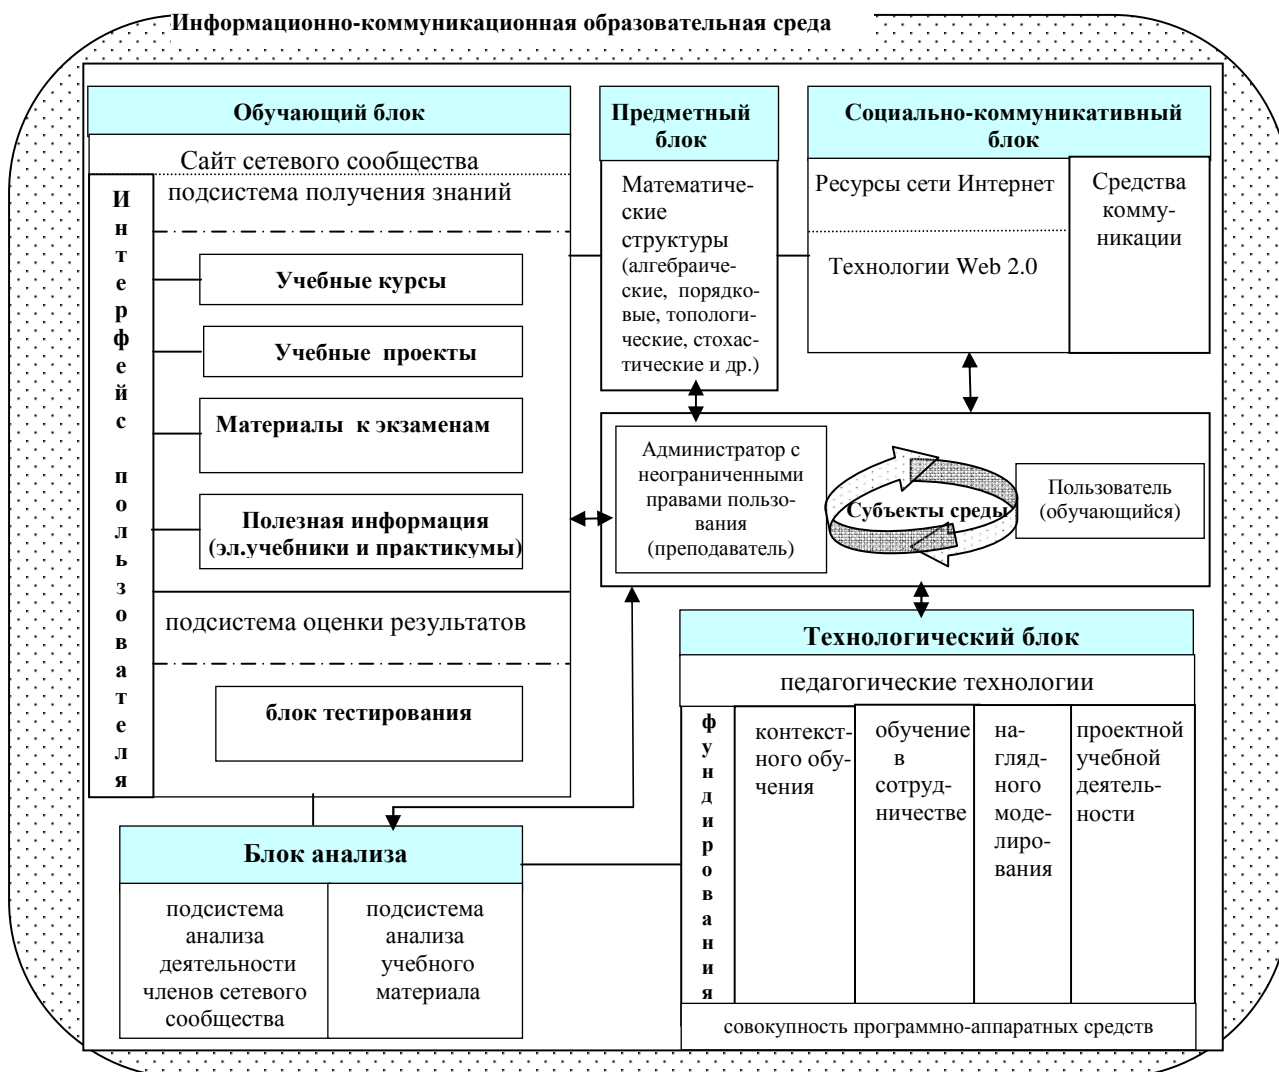 Информационно-коммуникационная образовательная среда
Обучающий блок
Сайт сетевого сообщества
Интерфейс пользователя
подсистема получения знаний
Учебные курсы
Учебные проекты
Материалы к экзаменам
Полезная информация
(эл.учебники и практикумы)
подсистема оценки результатов
блок тестирования
Предметный
блок
Математиче-
ские
структуры
(алгебраиче-
ские, порядко-
вые, топологи-
ческие, стохас-
тические и др.)
Социально-коммуникативный
блок
Ресурсы сети Интернет
Технологии Web 2.0
Средства
комму-
никации
Администратор с
неограниченными
правами пользо-
вания
(преподаватель)
Субъекты среды
Пользователь
(обучающийся)
Технологический блок
педагогические технологии
фундирования
контекст-
ного обу-
чения
обучение
в
сотруд-
ничестве
на-
гляд-
ного
моде-
лиро-
вания
проектной
учебной
деятель-
ности
совокупность программно-аппаратных средств
Блок анализа
подсистема
анализа
деятельности
членов сетевого
сообщества
подсистема
анализа
учебного
материала